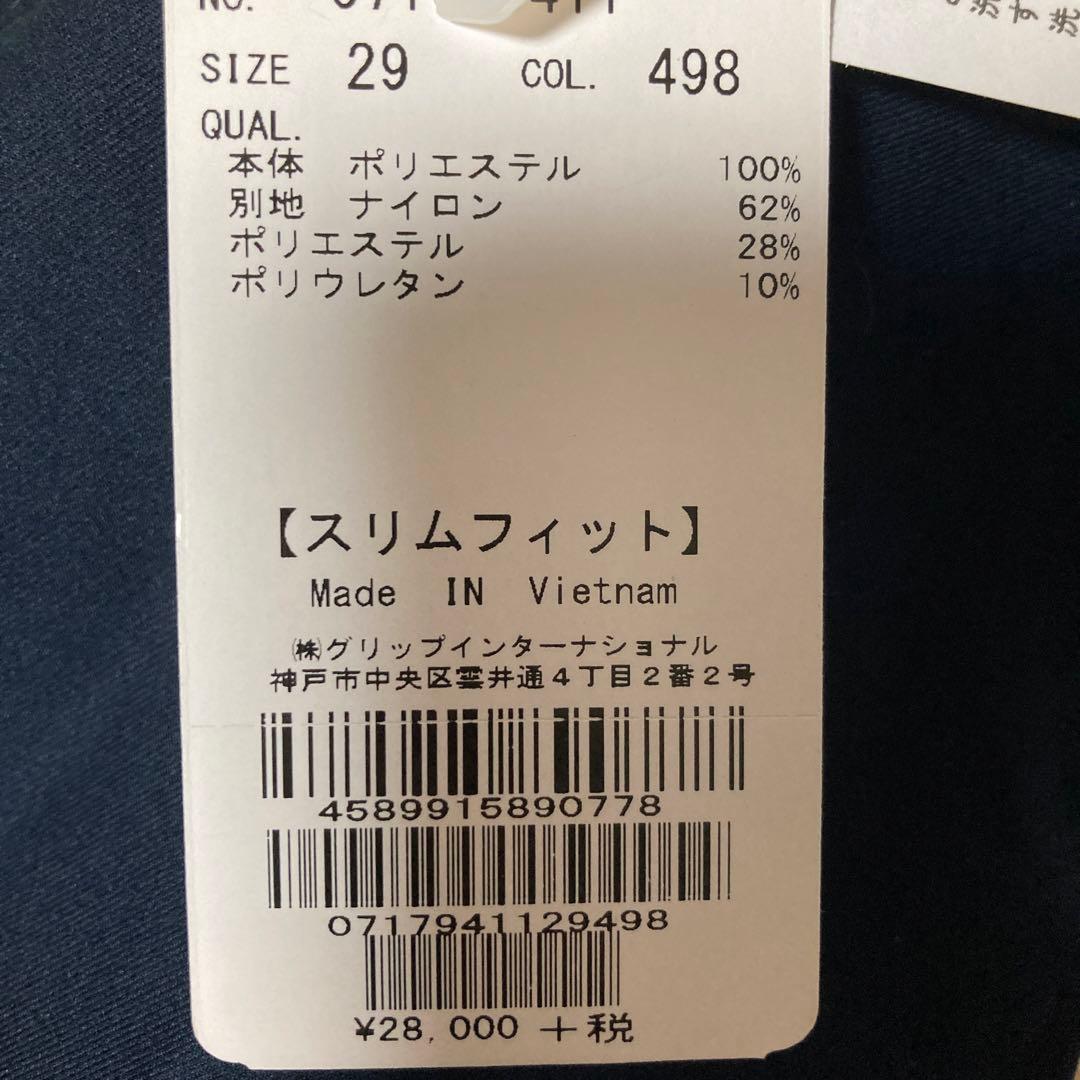 SIZE 29 COL. 498
QUAL.
本体 ポリエステル 100%
別地 ナイロン 62%
ポリエステル 28%
ポリウレタン 10%
【スリムフィット】
Made IN Vietnam
㈱グリップインターナショナル
神戸市中央区雲井通4丁目2番2号
4589915890778
0717941129498
¥28,000 +税